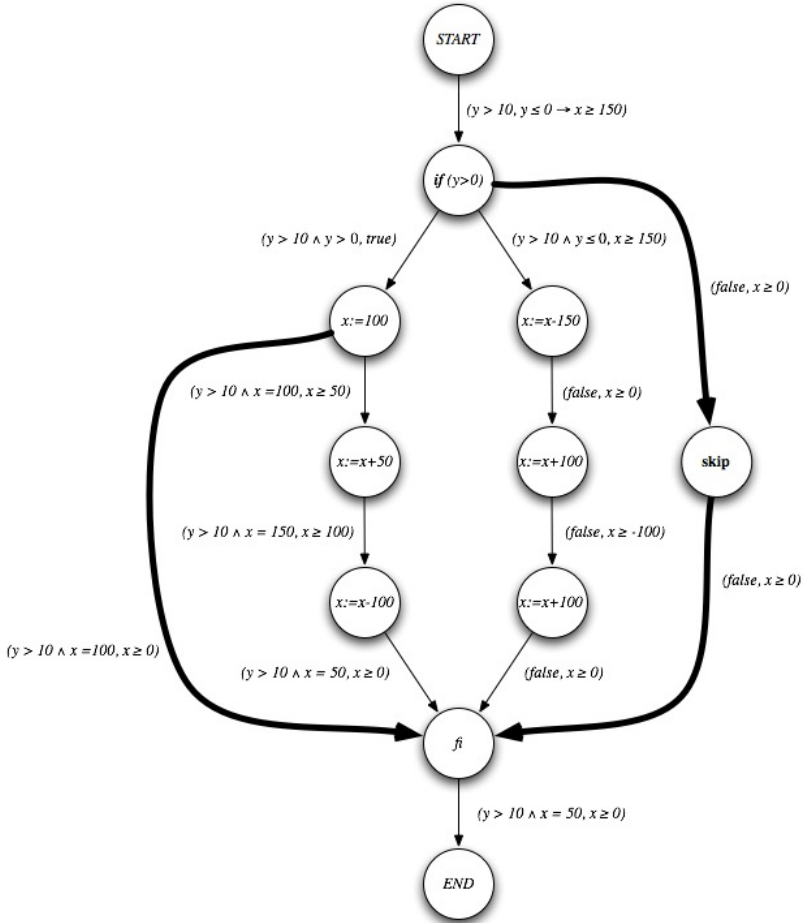 START
(y > 10, y ≤ 0 → x ≥ 150)
if (y>0)
(y > 10 ∧ y > 0, true)
(y > 10 ∧ y ≤ 0, x ≥ 150)
(false, x ≥ 0)
x:=100
x:=x-150
(y > 10 ∧ x =100, x ≥ 50)
(false, x ≥ 0)
x:=x+50
x:=x+100
skip
(y > 10 ∧ x = 150, x ≥ 100)
(false, x ≥ -100)
(false, x ≥ 0)
x:=x-100
x:=x+100
(y > 10 ∧ x =100, x ≥ 0)
(y > 10 ∧ x = 50, x ≥ 0)
(false, x ≥ 0)
fi
(y > 10 ∧ x = 50, x ≥ 0)
END